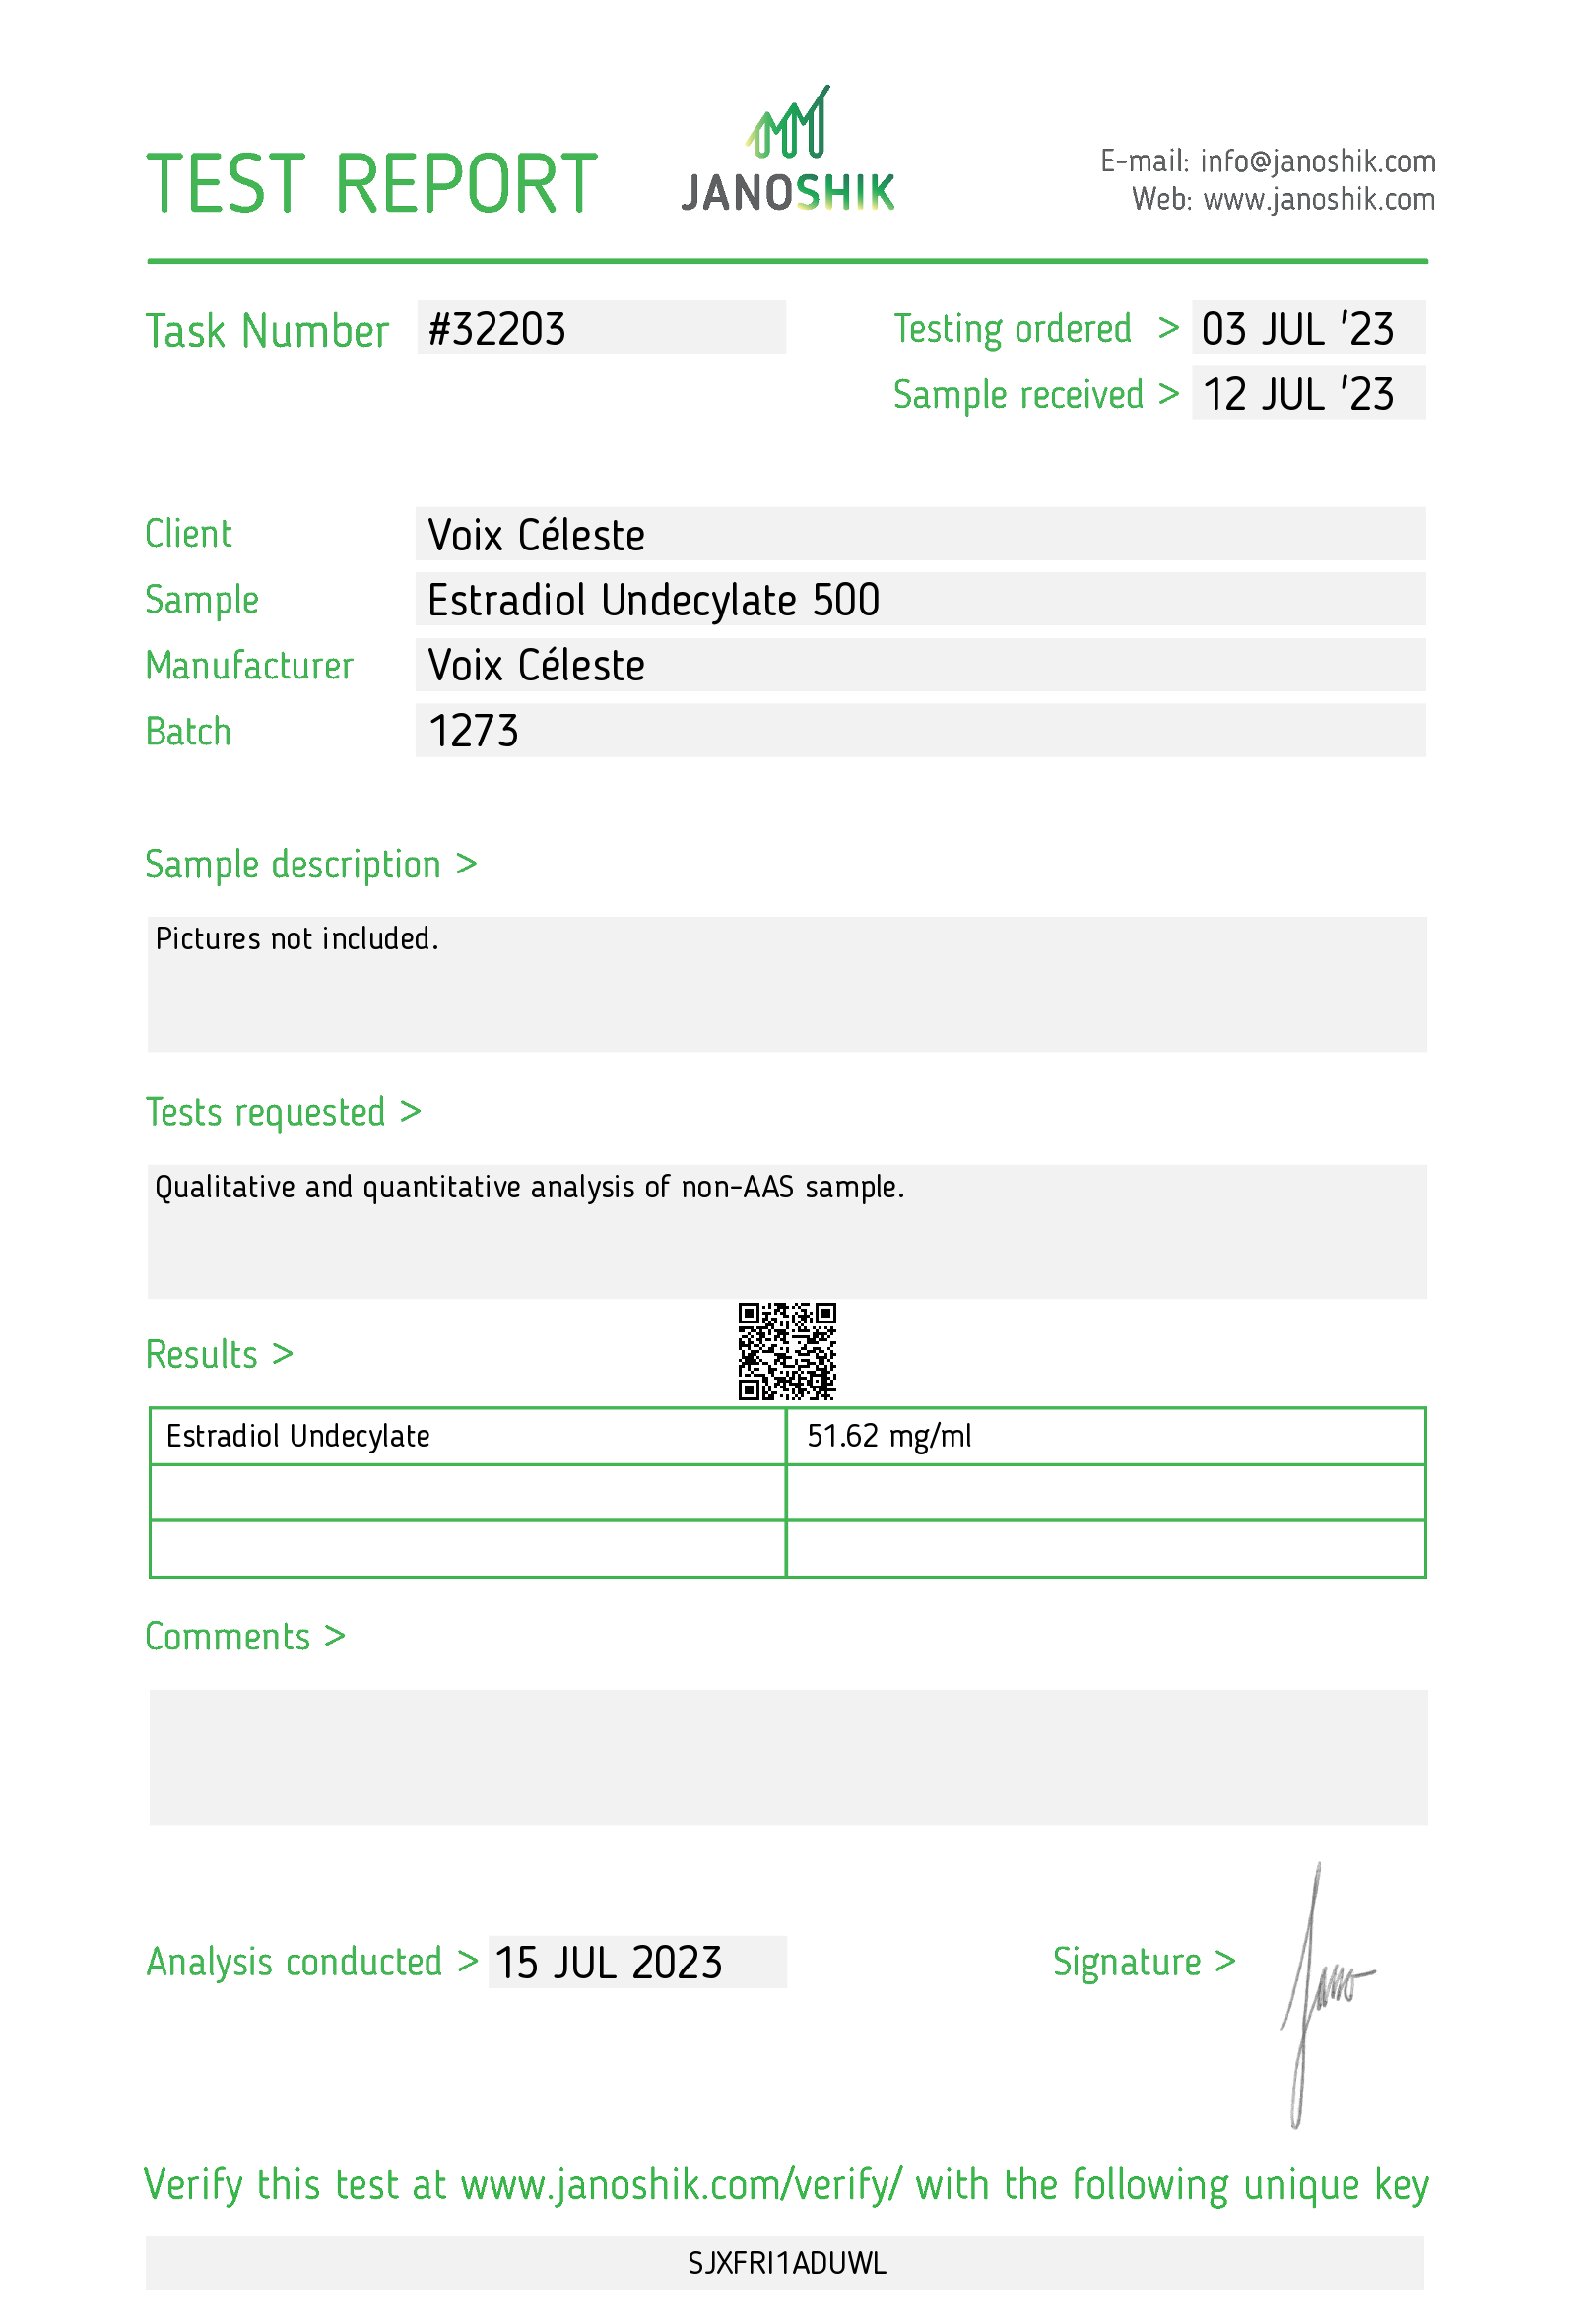 TEST REPORT
JANOSHIK
E-mail: info@janoshik.com
Web: www.janoshik.com
Task Number #32203
Testing ordered > 03 JUL '23
Sample received > 12 JUL '23
Client Voix Céleste
Sample Estradiol Undecylate 500
Manufacturer Voix Céleste
Batch 1273
Sample description >
Pictures not included.
Tests requested >
Qualitative and quantitative analysis of non-AAS sample.
Results >
Estradiol Undecylate 51.62 mg/ml
Comments >
Analysis conducted > 15 JUL 2023
Signature > Jano
Verify this test at www.janoshik.com/verify/ with the following unique key
SJXFRI1ADUWL